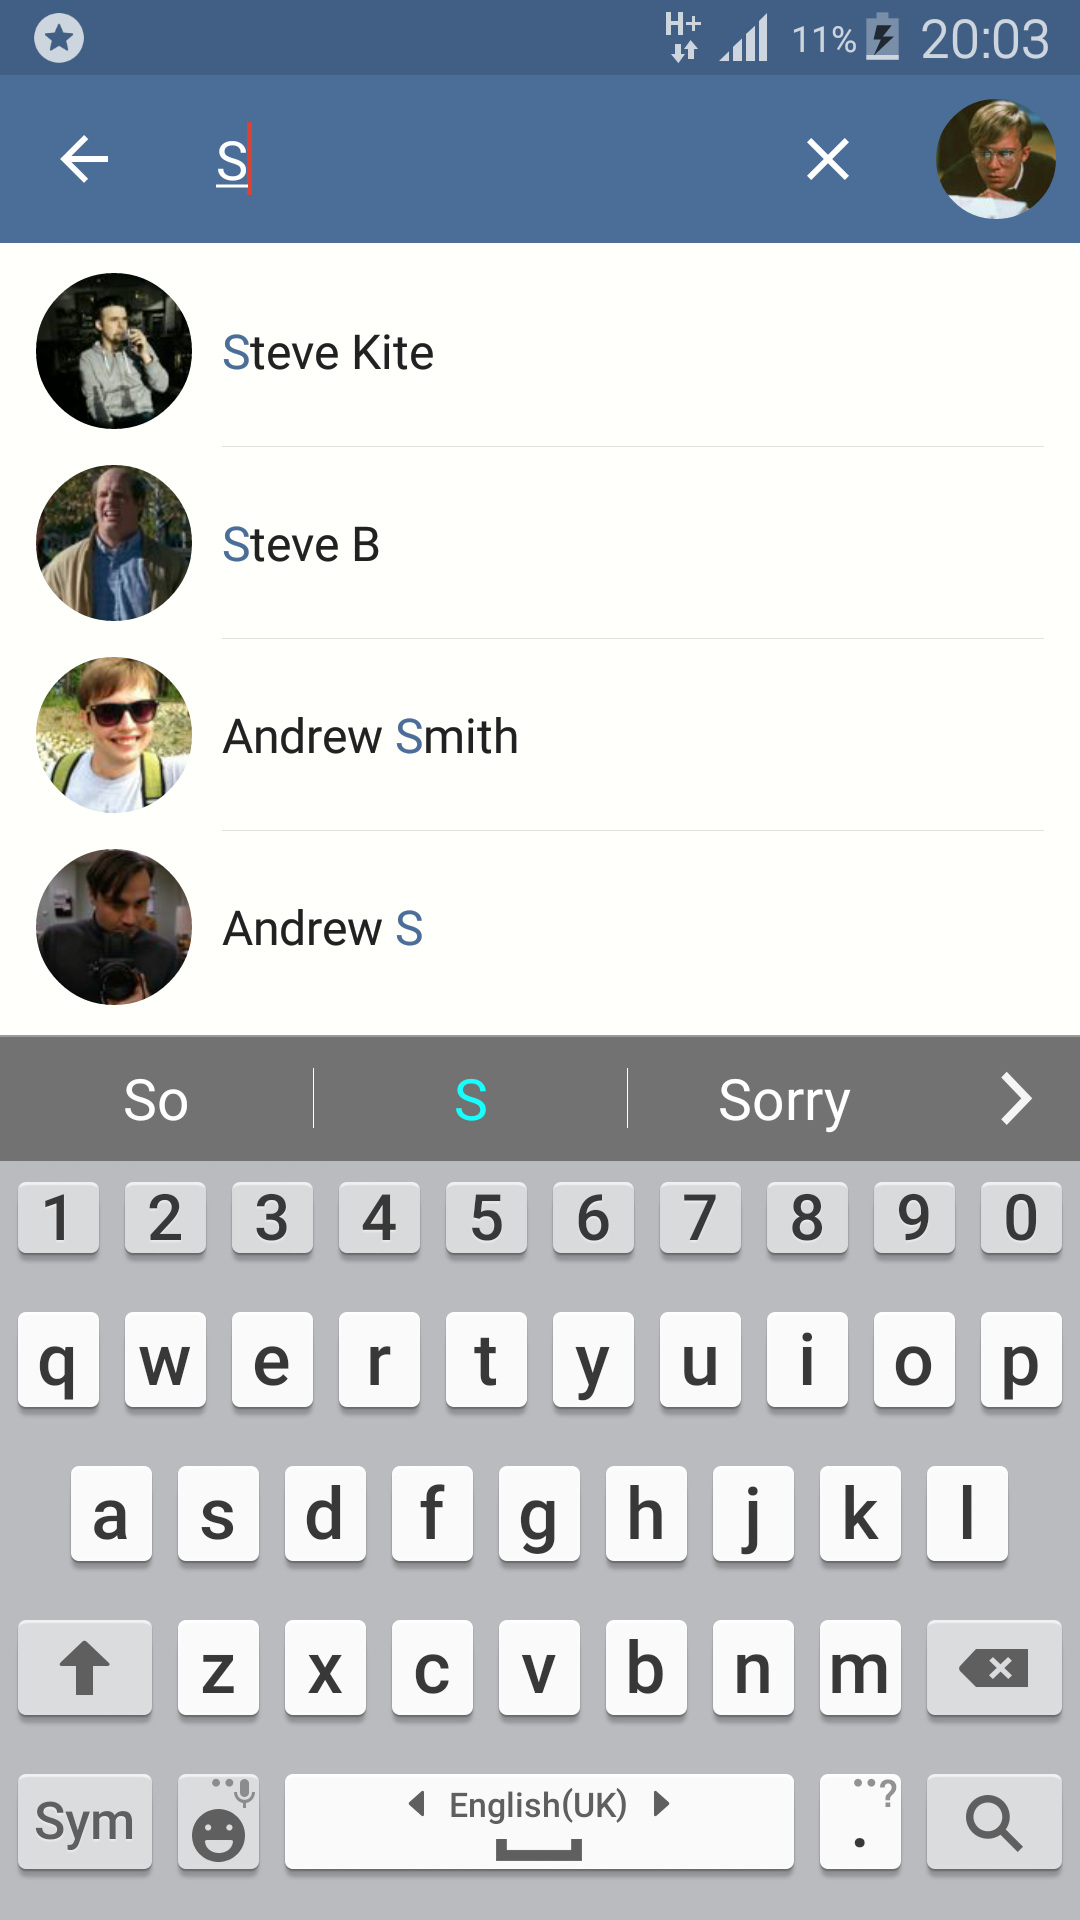 H+ 11% 20:03
S
Steve Kite
Steve B
Andrew Smith
Andrew S
So S Sorry
1 2 3 4 5 6 7 8 9 0
q w e r t y u i o p
a s d f g h j k l
z x c v b n m
Sym English(UK) . ?